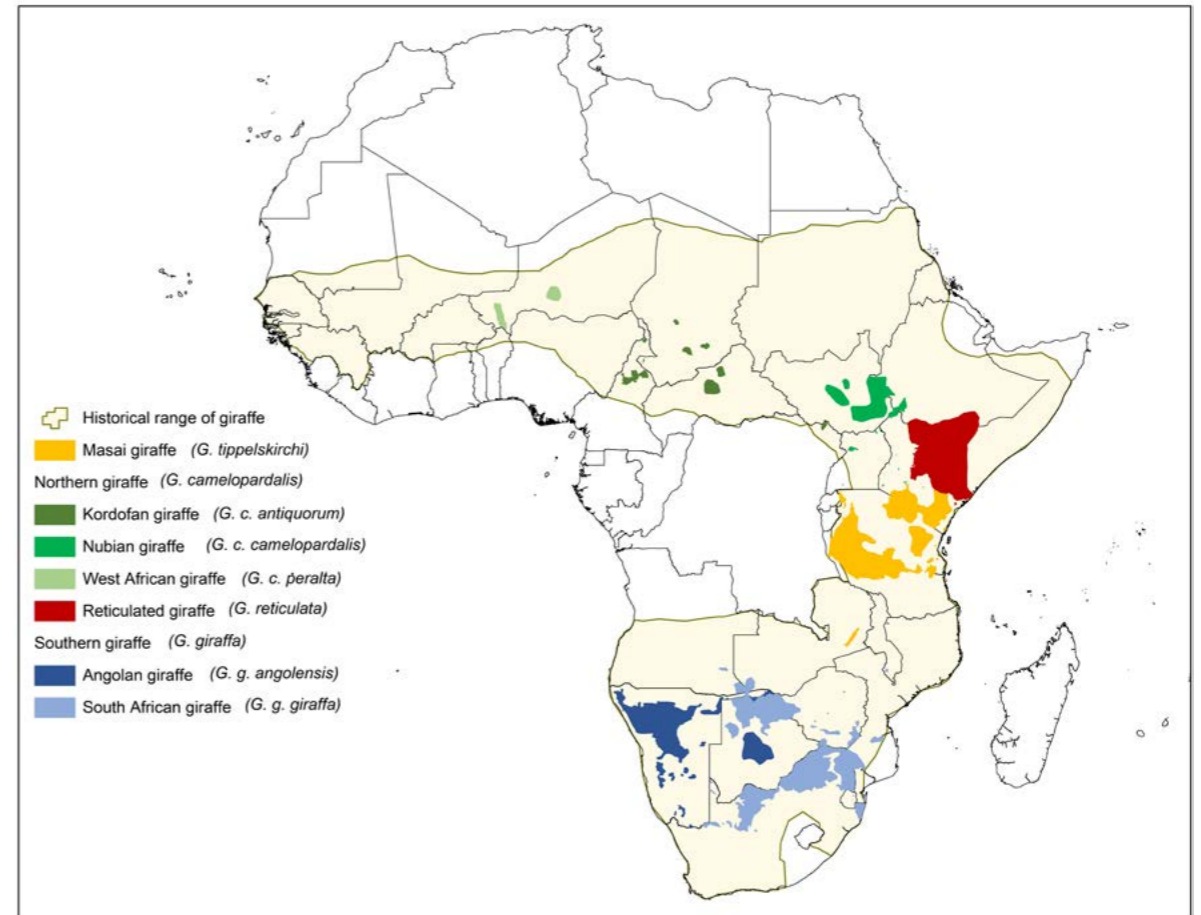 Historical range of giraffe
Masai giraffe (G. tippelskirchi)
Northern giraffe (G. camelopardalis)
Kordofan giraffe (G. c. antiquorum)
Nubian giraffe (G. c. camelopardalis)
West African giraffe (G. c. peralta)
Reticulated giraffe (G. reticulata)
Southern giraffe (G. giraffa)
Angolan giraffe (G. g. angolensis)
South African giraffe (G. g. giraffa)